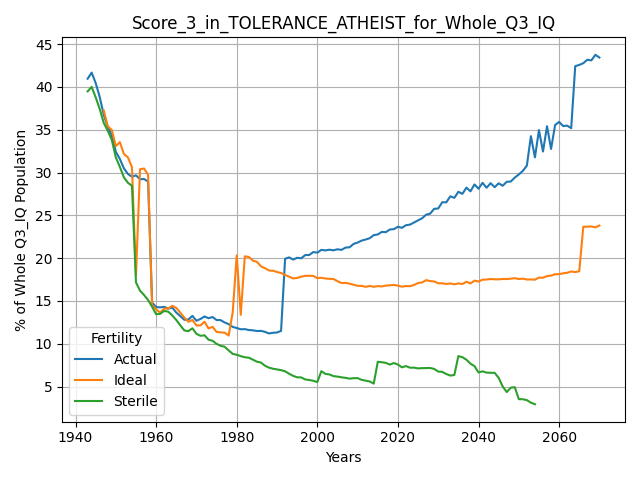 Score_3_in_TOLERANCE_ATHEIST_for_Whole_Q3_IQ
% of Whole Q3_IQ Population
45
40
35
30
25
20
15
10
5
Fertility
Actual
Ideal
Sterile
1940 1960 1980 2000 2020 2040 2060
Years